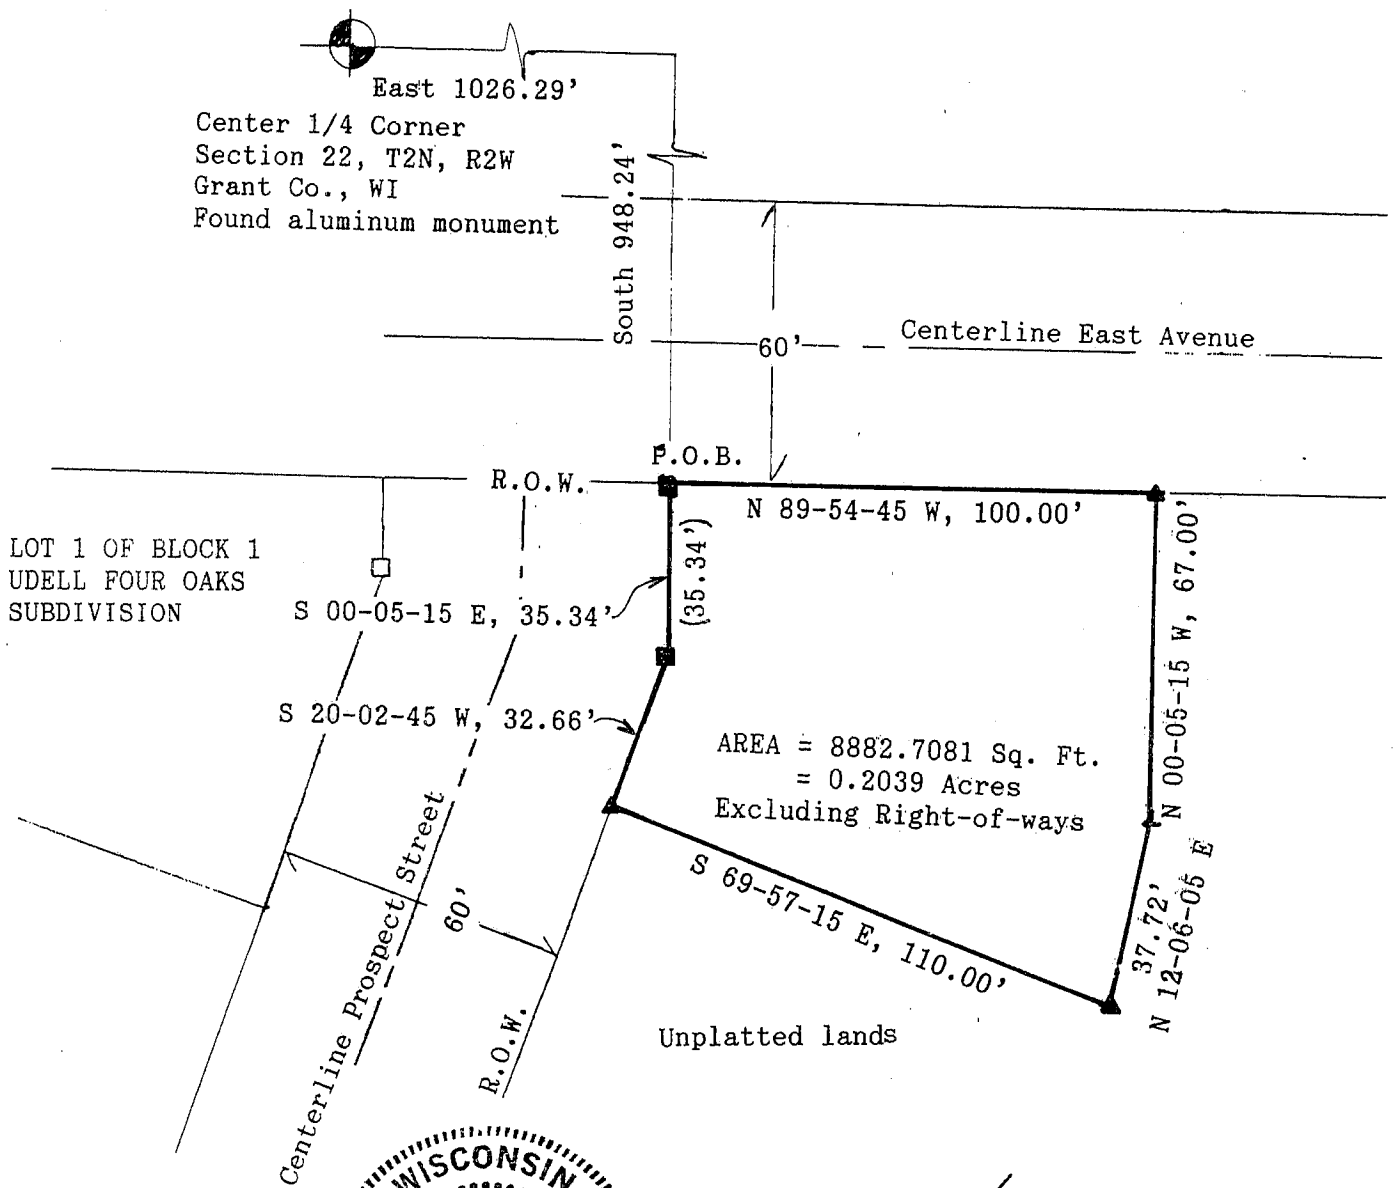 East 1026.29'
Center 1/4 Corner
Section 22, T2N, R2W
Grant Co., WI
Found aluminum monument
South 948.24'
60'
Centerline East Avenue
P.O.B.
R.O.W.
N 89-54-45 W, 100.00'
LOT 1 OF BLOCK 1
UDELL FOUR OAKS
SUBDIVISION
S 00-05-15 E, 35.34'
(35.34')
N 00-05-15 W, 67.00'
S 20-02-45 W, 32.66'
AREA = 8882.7081 Sq. Ft.
= 0.2039 Acres
Excluding Right-of-ways
S 69-57-15 E, 110.00'
37.72'
N 12-06-05 E
60'
Centerline Prospect Street
R.O.W.
Unplatted lands
WISCONSIN